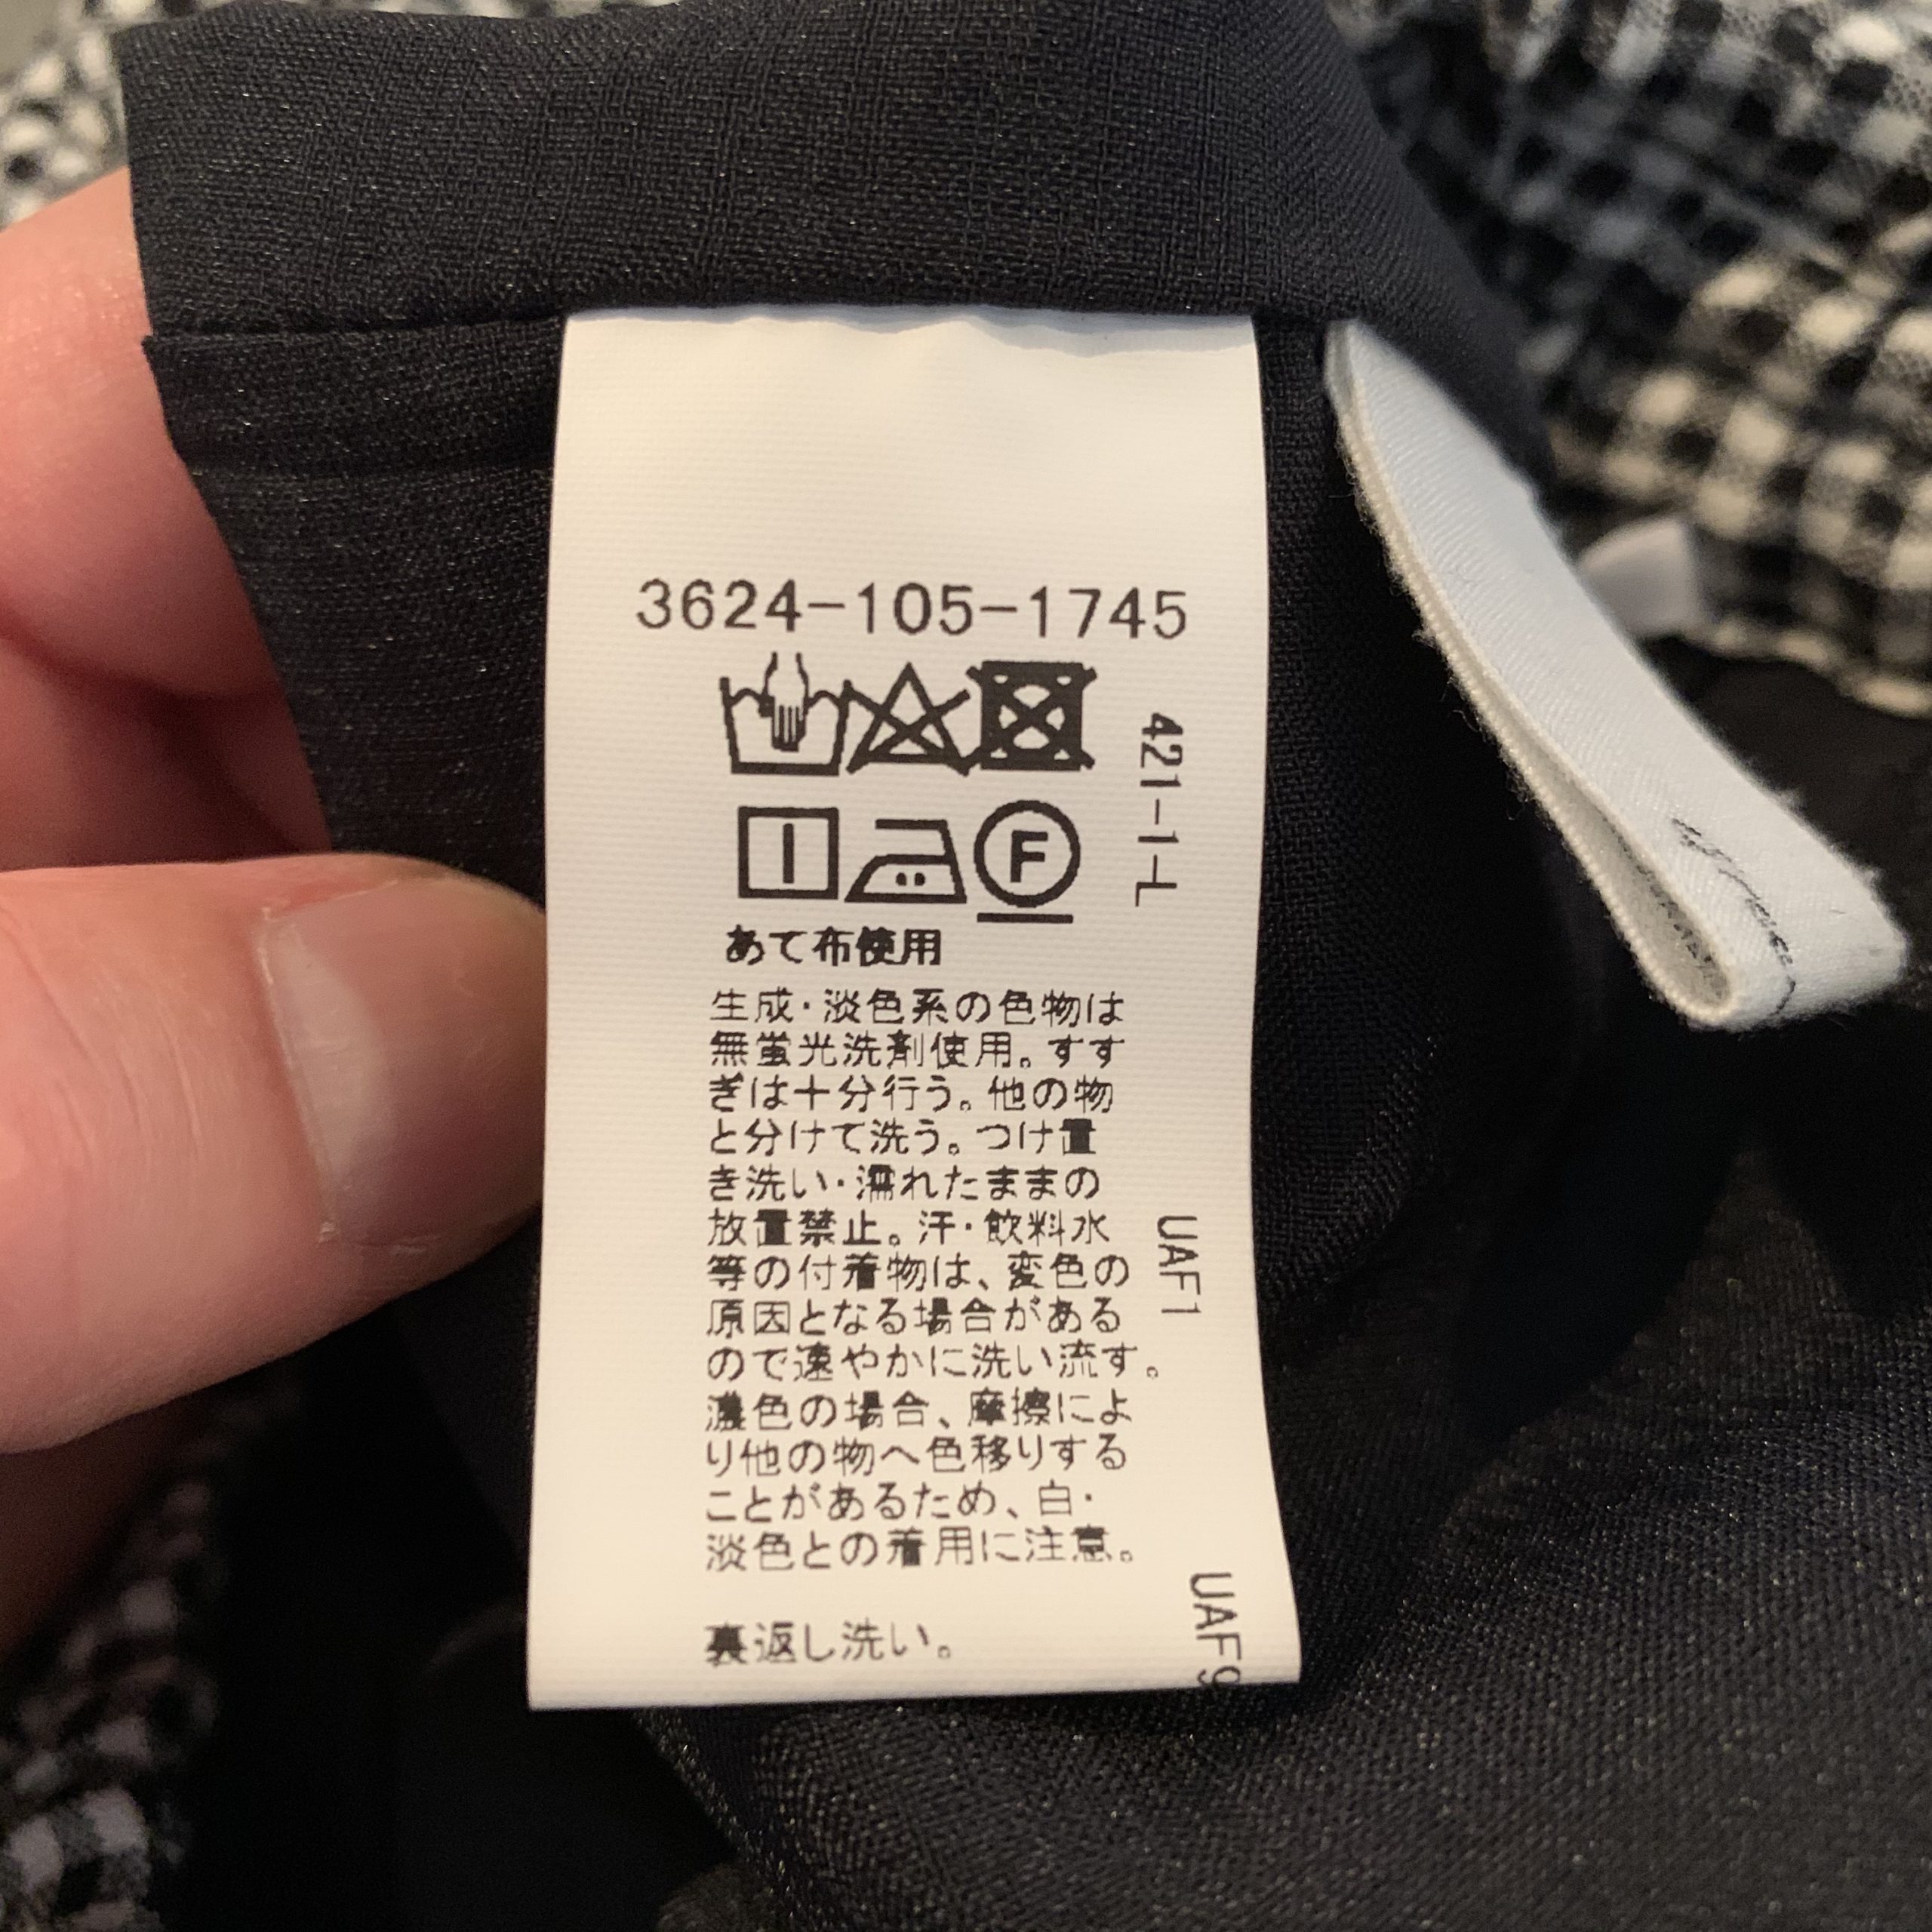 3624-105-1745
421-1-L
F
あて布使用
生成・淡色系の色物は
無蛍光洗剤使用。すす
ぎは十分行う。他の物
と分けて洗う。つけ置
き洗い・濡れたままの
放置禁止。汗・飲料水
等の付着物は、変色の
原因となる場合がある
ので速やかに洗い流す。
濃色の場合、摩擦によ
り他の物へ色移りする
ことがあるため、白・
淡色との着用に注意。
UAF1
裏返し洗い。
UAF9